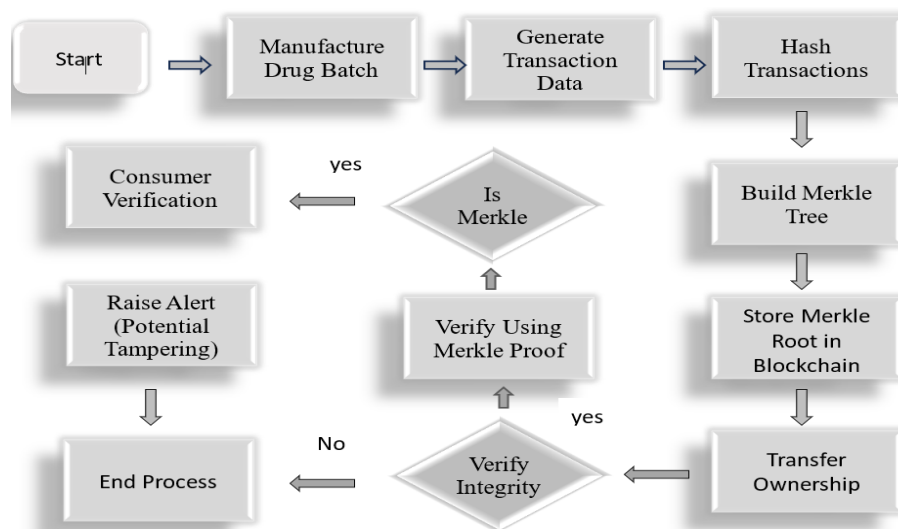 Start
Manufacture
Drug Batch
Generate
Transaction
Data
Hash
Transactions
yes
Consumer
Verification
Is
Merkle
Build Merkle
Tree
Raise Alert
(Potential
Tampering)
Verify Using
Merkle Proof
Store Merkle
Root in
Blockchain
yes
No
End Process
Verify
Integrity
Transfer
Ownership